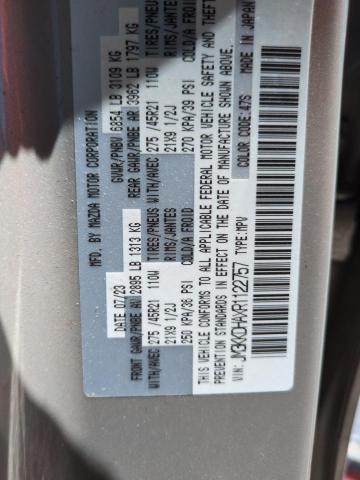 MFD. BY
MAZDA MOTOR CORPORATION
DATE 07/23
GVWR/PNBV 6854 LB 3109 KG
FRONT GAWR/PNBE AV 2895 LB 1313 KG
REAR GAWR/PNBE AR 3962 LB 1797 KG
WITH/AVEC 275 /45R21 110W TIRES/PNEUS WITH/AVEC 275 /45R21 110W TIRES/PNEU
21X9 1/2J RIMS/JANTES 21X9 1/2J RIMS/JANTE
250 KPA/36 PSI COLD/A FROID 270 KPA/39 PSI COLD/A FROI
THIS VEHICLE CONFORMS TO ALL APPLICABLE FEDERAL MOTOR VEHICLE SAFETY AND THEFT
PREVENTION STANDARDS IN EFFECT ON THE DATE OF MANUFACTURE SHOWN ABOVE.
VIN: TYPE: MPV COLOR: 47S MADE IN JAPAN